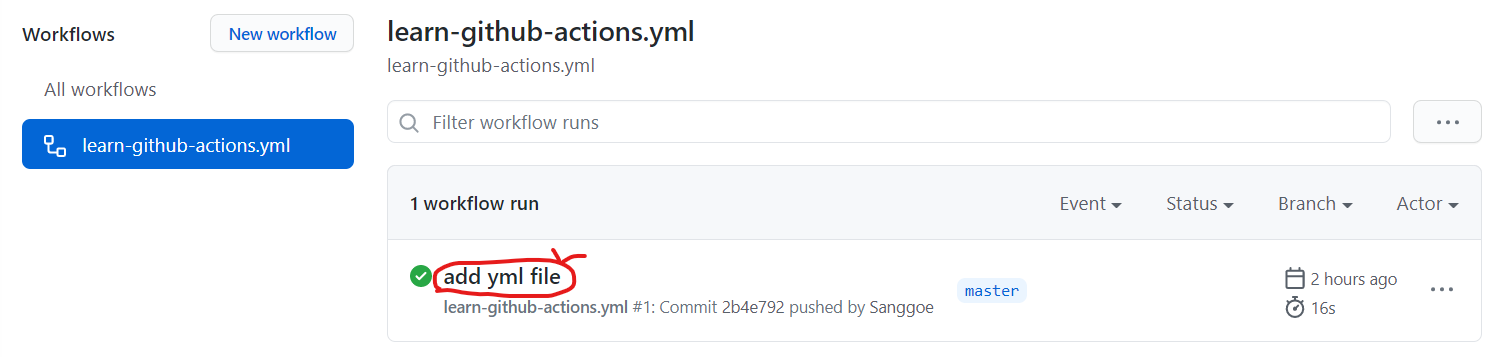 Workflows
New workflow
All workflows
learn-github-actions.yml
learn-github-actions.yml
learn-github-actions.yml
Filter workflow runs
1 workflow run
Event
Status
Branch
Actor
add yml file
learn-github-actions.yml #1: Commit 2b4e792 pushed by Sanggoe
master
2 hours ago
16s